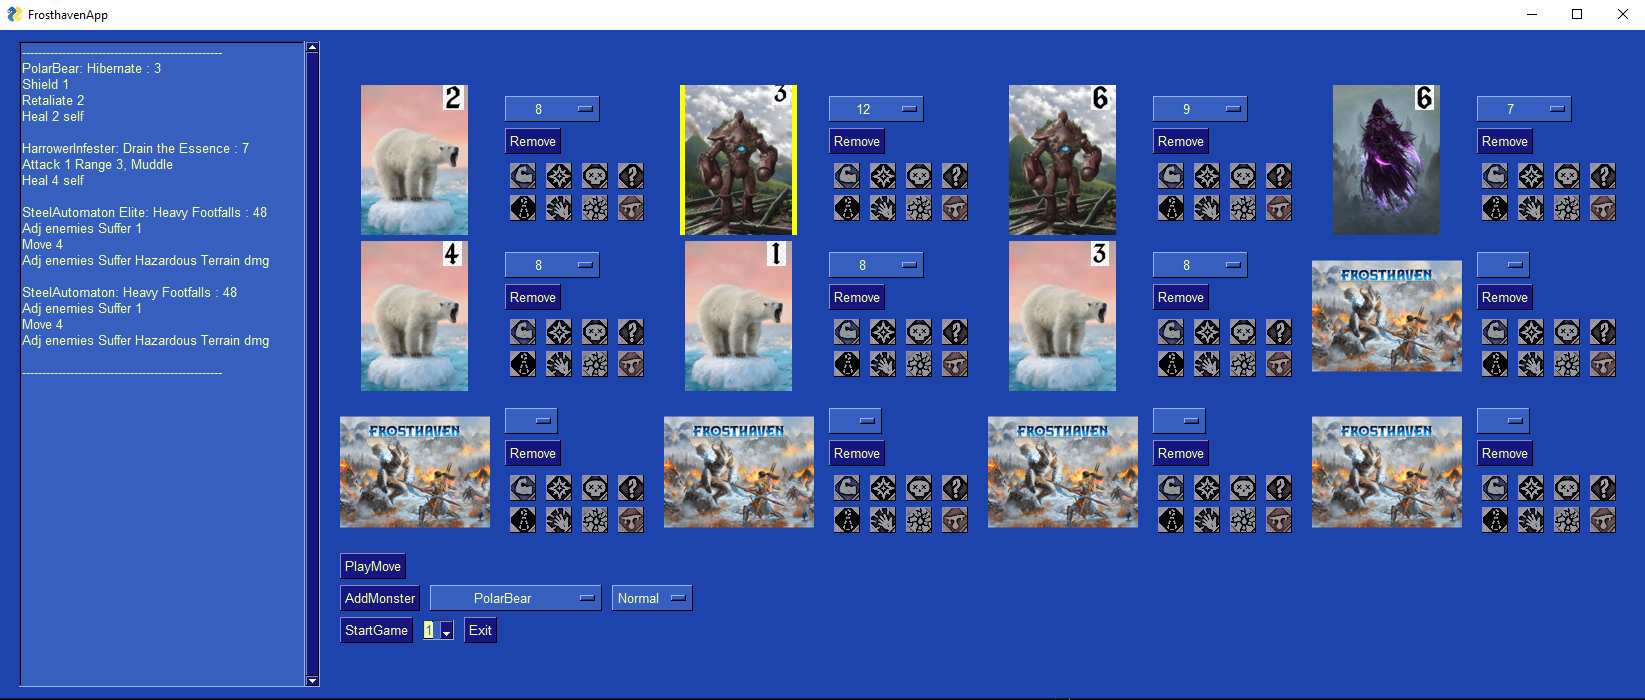 FrosthavenApp
PolarBear: Hibernate : 3
Shield 1
Retaliate 2
Heal 2 self
HarrowerInfester: Drain the Essence : 7
Attack 1 Range 3, Muddle
Heal 4 self
SteelAutomaton Elite: Heavy Footfalls : 48
Adj enemies Suffer 1
Move 4
Adj enemies Suffer Hazardous Terrain dmg
SteelAutomaton: Heavy Footfalls : 48
Adj enemies Suffer 1
Move 4
Adj enemies Suffer Hazardous Terrain dmg
2
8
Remove
?
3
12
Remove
?
6
9
Remove
?
6
7
Remove
?
4
8
Remove
?
1
8
Remove
?
3
8
Remove
?
FROSTHAVEN
Remove
?
FROSTHAVEN
Remove
?
FROSTHAVEN
Remove
?
FROSTHAVEN
Remove
?
FROSTHAVEN
Remove
?
PlayMove
AddMonster PolarBear Normal
StartGame 1 Exit